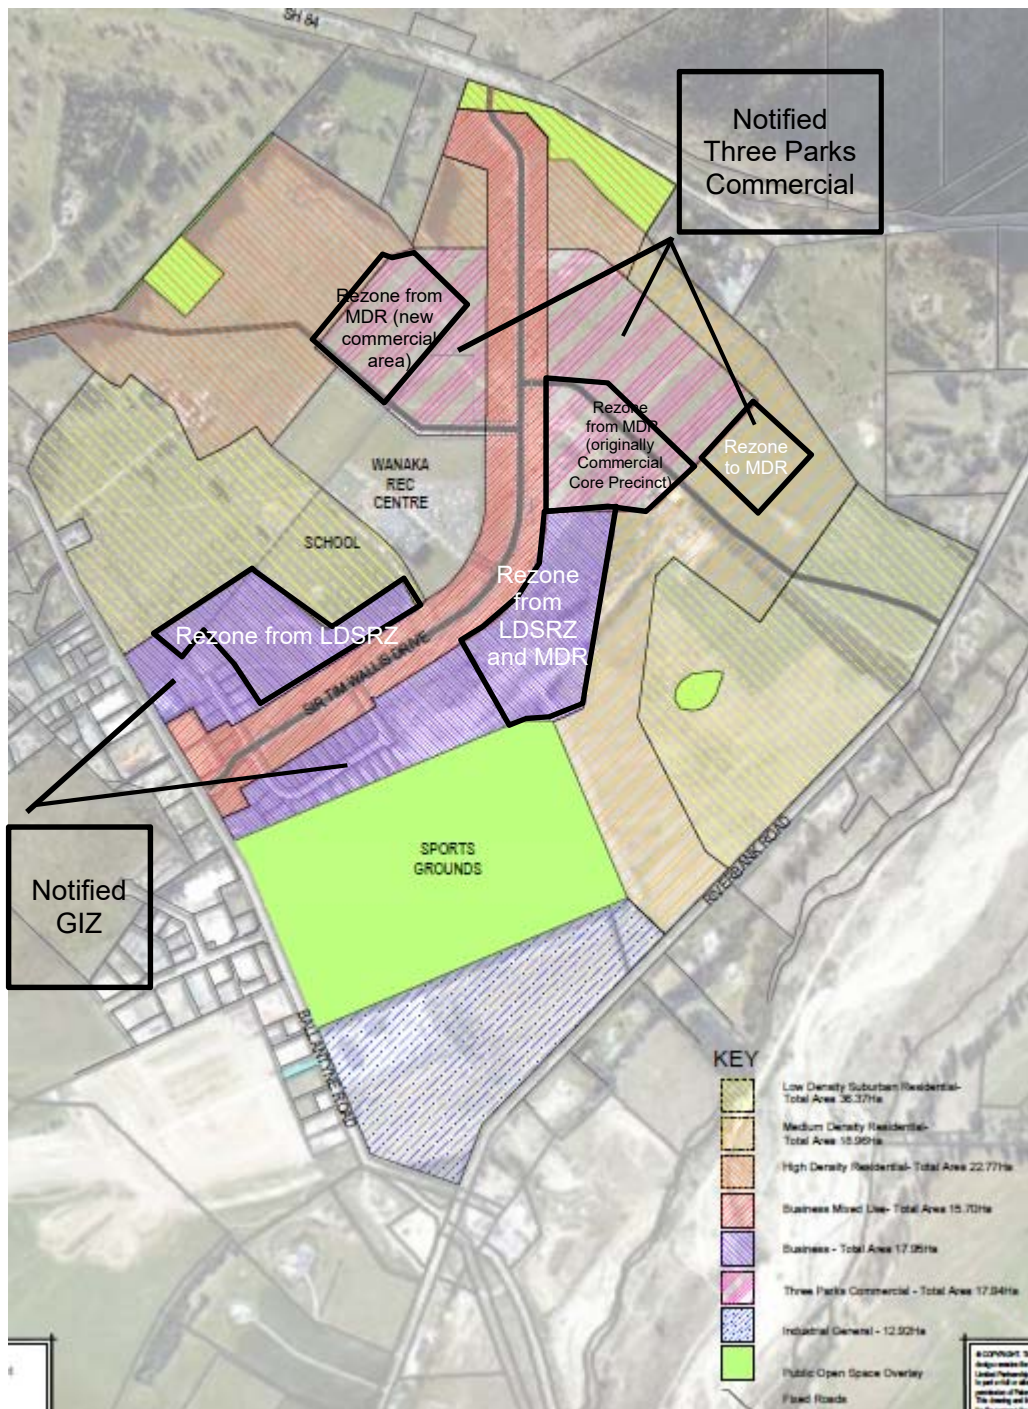 SH 84
Notified
Three Parks
Commercial
Rezone from
MDR (new
commercial
area)
Rezone
from MDR
(originally
Commercial
Core Precinct)
Rezone
to MDR
WANAKA
REC
CENTRE
SCHOOL
Rezone
from
LDSRZ
and MDR
Rezone from LDSRZ
SIR TIM WALLIS DRIVE
SPORTS
GROUNDS
RIVERBANK ROAD
Notified
GIZ
BALLANTYNE ROAD
KEY
Low Density Suburban Residential-
Total Area 36.37Ha
Medium Density Residential-
Total Area 18.96Ha
High Density Residential- Total Area 22.77Ha
Business Mixed Use- Total Area 15.70Ha
Business - Total Area 17.95Ha
Three Parks Commercial - Total Area 17.94Ha
Industrial General - 12.92Ha
Public Open Space Overlay
Fixed Roads